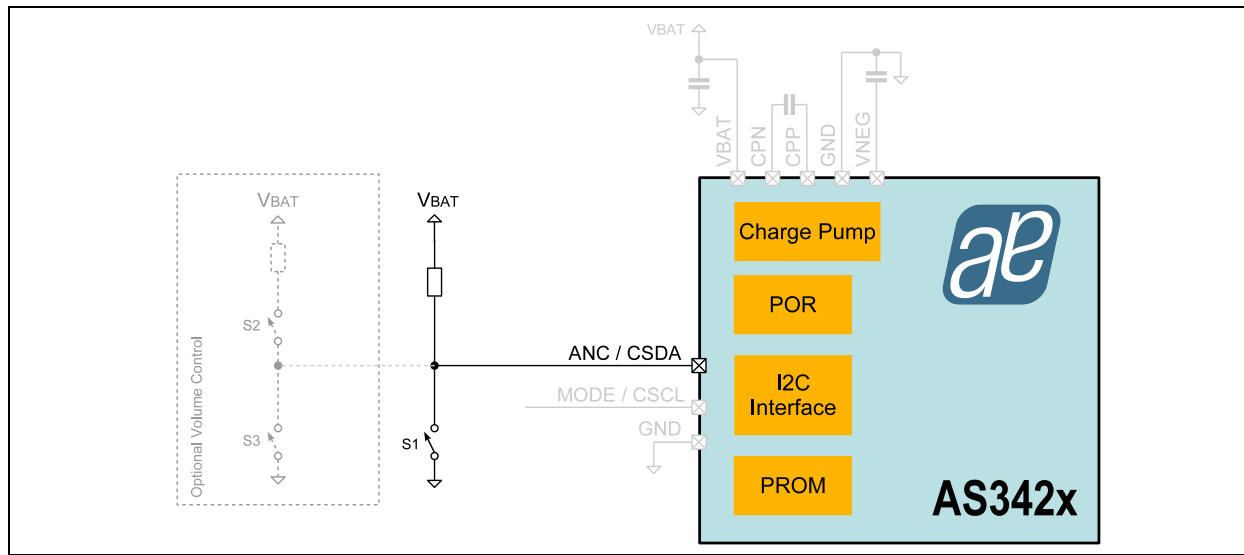 VBAT
VBAT
CPN
CPP
GND
VNEG
VBAT
VBAT
Charge Pump
POR
S2
ANC / CSDA
I2C
Interface
MODE / CSCL
GND
S3
S1
Optional Volume Control
PROM
AS342x